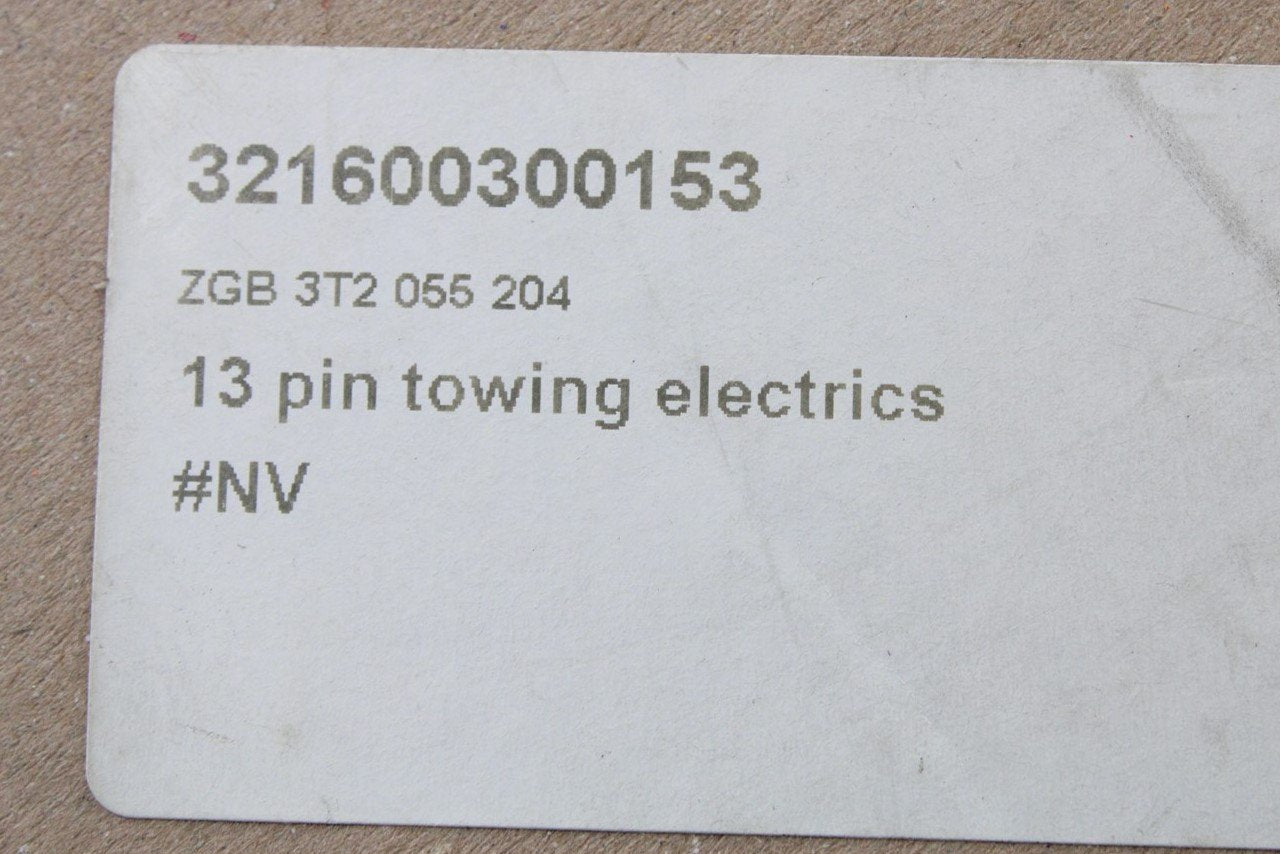 321600300153
ZGB 3T2 055 204
13 pin towing electrics
#NV